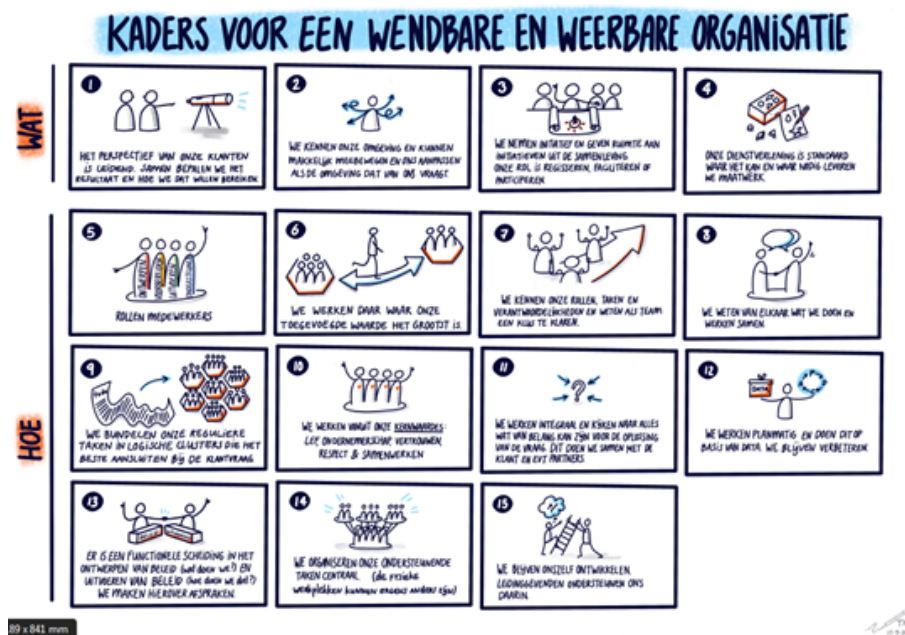 KADERS VOOR EEN WENDBARE EN WEERBARE ORGANISATIE
WAT
1
HET PERSPECTIEF VAN ONZE KLANTEN
IS LEIDEND. SAMEN BEPALEN WE HET
RESULTAAT EN HOE WE DAT WILLEN BEREIKEN
2
WE KENNEN ONZE OMGEVING EN KUNNEN
MAKKELIJK MEEBEWEGEN EN ONS AANPASSEN
ALS DE OMGEVING DAT VAN ONS VRAAGT.
3
WE NEMEN INITIATIEF EN GEVEN RUIMTE AAN
INITIATIEVEN UIT DE SAMENLEVING
ONZE ROL IS REGISSEREN, FACILITEREN OF
PARTICIPEREN
4
ONZE DIENSTVERLENING IS STANDAARD
WAAR HET KAN EN WAAR NODIG LEVEREN
WE MAATWERK
HOE
5
ROLLEN MEDEWERKERS
6
WE WERKEN DAAR WAAR ONZE
TOEGEVOEGDE WAARDE HET GROOTST IS
7
WE KENNEN ONZE ROLLEN, TAKEN EN
VERANTWOORDELIJKHEDEN EN WETEN ALS TEAM
EEN KLUS TE KLAREN.
8
WE WETEN VAN ELKAAR WAT WE DOEN EN
WERKEN SAMEN.
9
WE BUNDELEN ONZE REGULIERE
TAKEN IN LOGISCHE CLUSTERS DIE HET
BESTE AANSLUITEN BIJ DE KLANTVRAAG
10
WE WERKEN VANUIT ONZE KERNWAARDES:
LEF, ONDERNEMERSCHAP, VERTROUWEN,
RESPECT & SAMENWERKEN
11
WE WERKEN INTEGRAAL EN KIJKEN NAAR ALLES
WAT VAN BELANG KAN ZIJN VOOR DE OPLOSSING
VAN DE VRAAG. DIT DOEN WE SAMEN MET DE
KLANT EN EVT PARTNERS.
12
DATA
WE WERKEN PLANMATIG EN DOEN DIT OP
BASIS VAN DATA. WE BLIJVEN VERBETEREN.
13
ER IS EEN FUNCTIONELE SCHEIDING IN HET
ONTWERPEN VAN BELEID (wat doen we?) EN
UITVOEREN VAN BELEID (hoe doen we dat?)
WE MAKEN HIEROVER AFSPRAKEN.
14
WE ORGANISEREN ONZE ONDERSTEUNENDE
TAKEN CENTRAAL (de fysieke
werkplekken kunnen ergens anders zijn)
15
WE BLIJVEN ONSZELF ONTWIKKELEN.
LEIDINGGEVENDEN ONDERSTEUNEN ONS
DAARIN.
89 x 841 mm